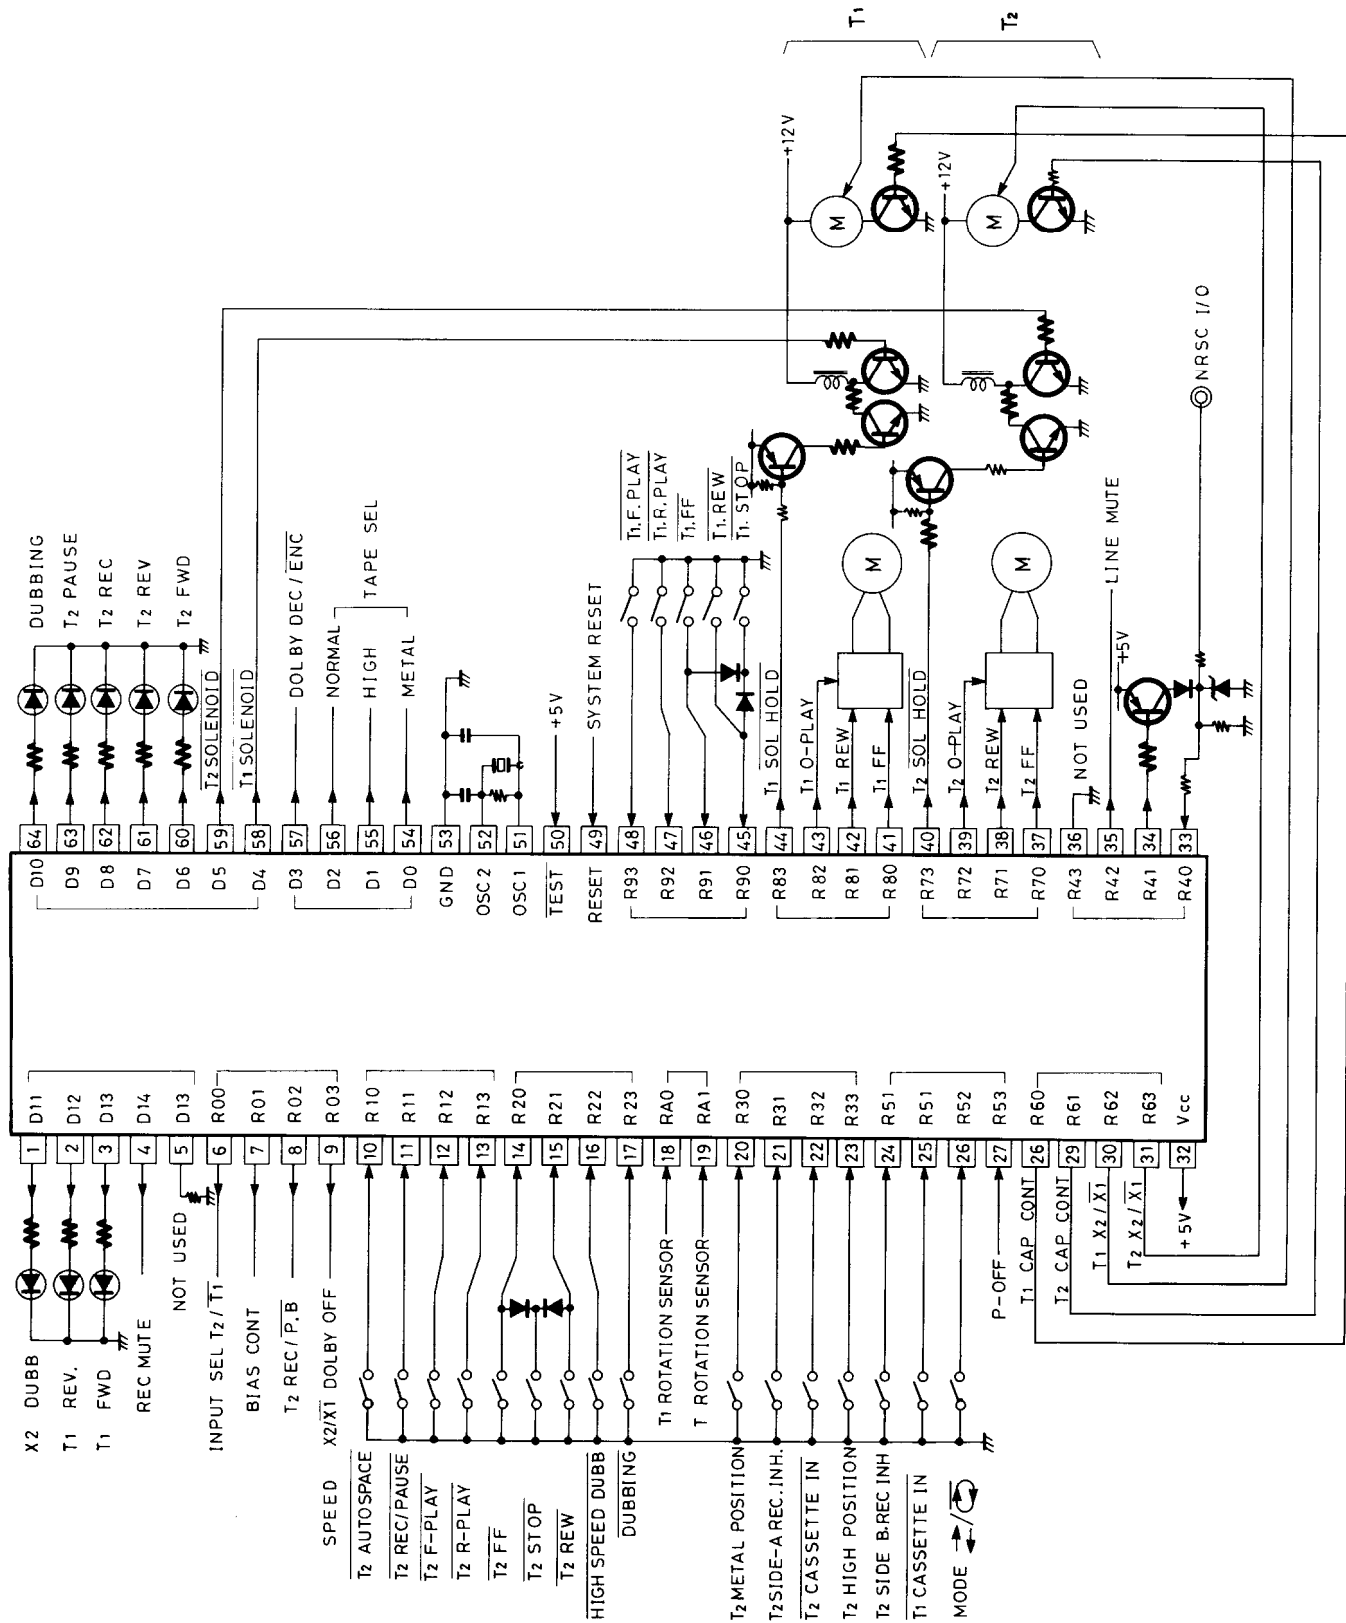 DUBBING
T2 PAUSE
T2 REC
T2 REV
T2 FWD
T2 SOLENOID
T1 SOLENOID
DOLBY DEC / ENC
NORMAL
HIGH
METAL
TAPE SEL
+5V
SYSTEM RESET
T1.F.PLAY
T1.R.PLAY
T1.FF
T1.REW
T1.STOP
T1 SOL HOLD
T1 O-PLAY
T1 REW
T1 FF
T2 SOL HOLD
T2 O-PLAY
T2 REW
T2 FF
NOT USED
LINE MUTE
+5V
NRSC I/O
+12V
+12V
M
M
M
M
T1
T2
64 D10
63 D9
62 D8
61 D7
60 D6
59 D5
58 D4
57 D3
56 D2
55 D1
54 D0
53 GND
52 OSC2
51 OSC1
50 TEST
49 RESET
48 R93
47 R92
46 R91
45 R90
44 R83
43 R82
42 R81
41 R80
40 R73
39 R72
38 R71
37 R70
36 R43
35 R42
34 R41
33 R40
D11 1
D12 2
D13 3
D14 4
D13 5
R00 6
R01 7
R02 8
R03 9
R10 10
R11 11
R12 12
R13 13
R20 14
R21 15
R22 16
R23 17
RA0 18
RA1 19
R30 20
R31 21
R32 22
R33 23
R51 24
R51 25
R52 26
R53 27
R60 26
R61 29
R62 30
R63 31
Vcc 32
X2 DUBB
T1 REV.
T1 FWD
REC MUTE
NOT USED
INPUT SEL T2 / T1
BIAS CONT
T2 REC / P.B
SPEED X2/X1 DOLBY OFF
T2 AUTOSPACE
T2 REC/PAUSE
T2 F-PLAY
T2 R-PLAY
T2 FF
T2 STOP
T2 REW
HIGH SPEED DUBB
DUBBING
T1 ROTATION SENSOR
T ROTATION SENSOR
T2 METAL POSITION
T2 SIDE-A REC.INH.
T2 CASSETTE IN
T2 HIGH POSITION
T2 SIDE B.REC INH
T1 CASSETTE IN
MODE
P-OFF
T1 CAP CONT
T2 CAP CONT
T1 X2 / X1
T2 X2 / X1
+5V